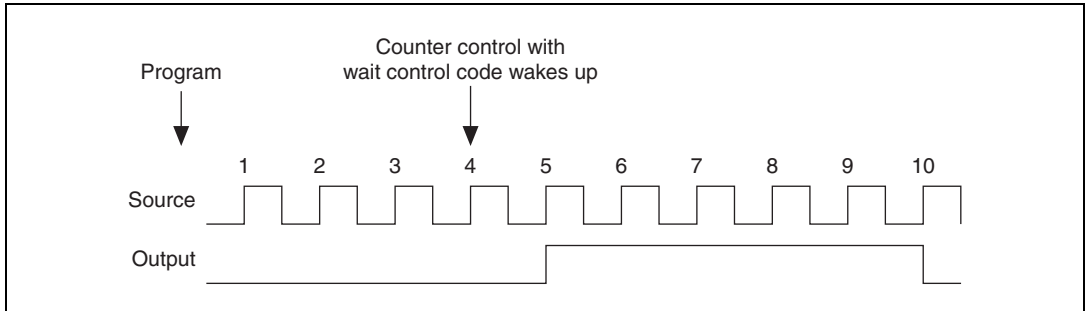 Counter control with
wait control code wakes up
Program
1 2 3 4 5 6 7 8 9 10
Source
Output